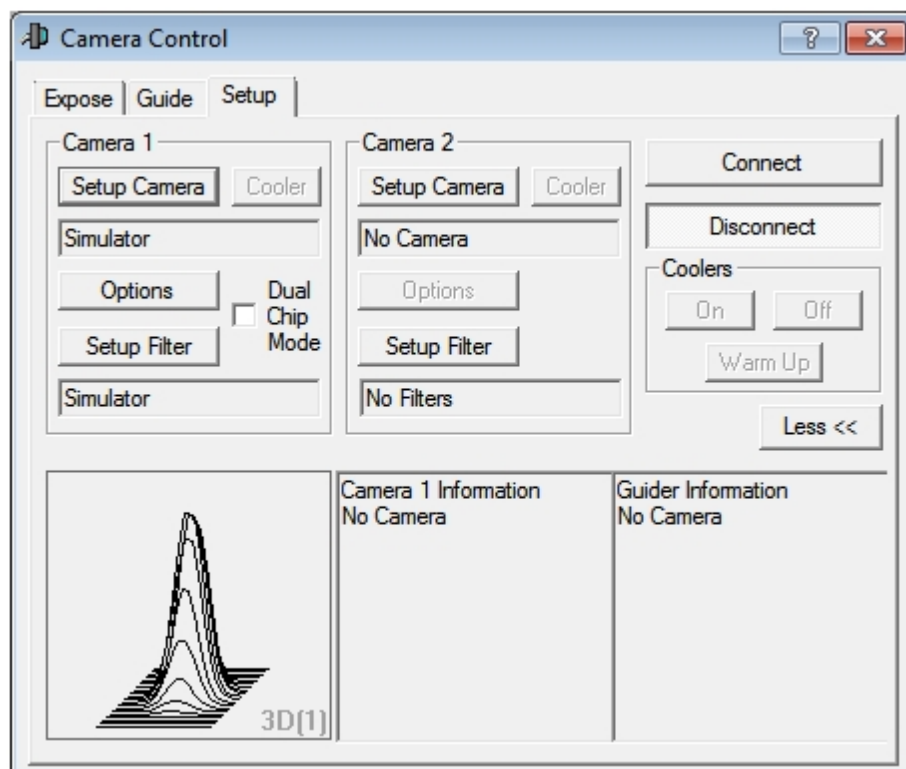 Camera Control
Expose Guide Setup
Camera 1
Setup Camera Cooler
Simulator
Options
Dual
Chip
Mode
Setup Filter
Simulator
Camera 2
Setup Camera Cooler
No Camera
Options
Setup Filter
No Filters
Connect
Disconnect
Coolers
On Off
Warm Up
Less <<
3D(1)
Camera 1 Information
No Camera
Guider Information
No Camera